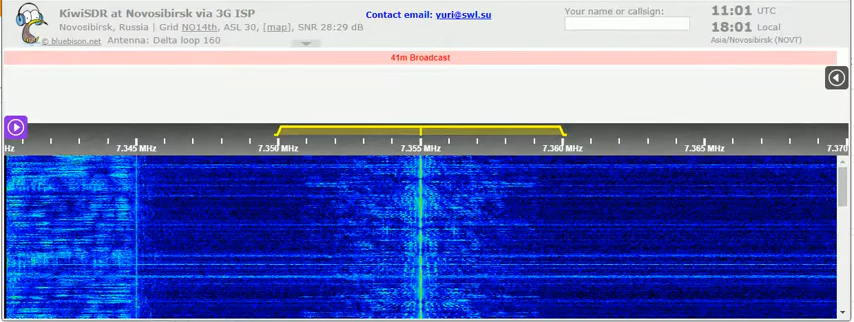 KiwiSDR at Novosibirsk via 3G ISP
Novosibirsk, Russia | Grid NO14th, ASL 30, [map], SNR 28:29 dB
© bluebison.net Antenna: Delta loop 160
Contact email: yuri@swl.su
Your name or callsign:
11:01 UTC
18:01 Local
Asia/Novosibirsk (NOVT)
41m Broadcast
Hz 7.345 MHz 7.350 MHz 7.355 MHz 7.360 MHz 7.365 MHz 7.370